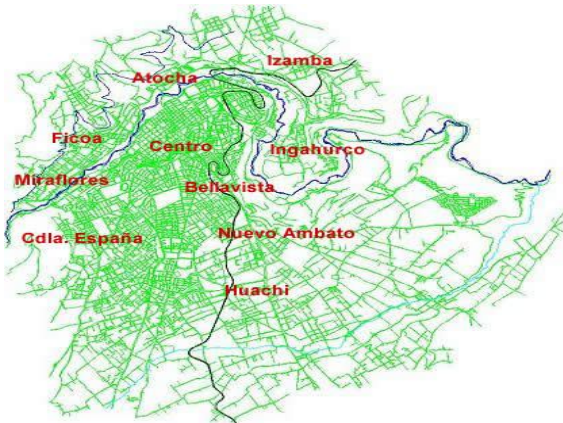 Izamba
Atocha
Ficoa
Centro
Ingahurco
Miraflores
Bellavista
Cdla. España
Nuevo Ambato
Huachi